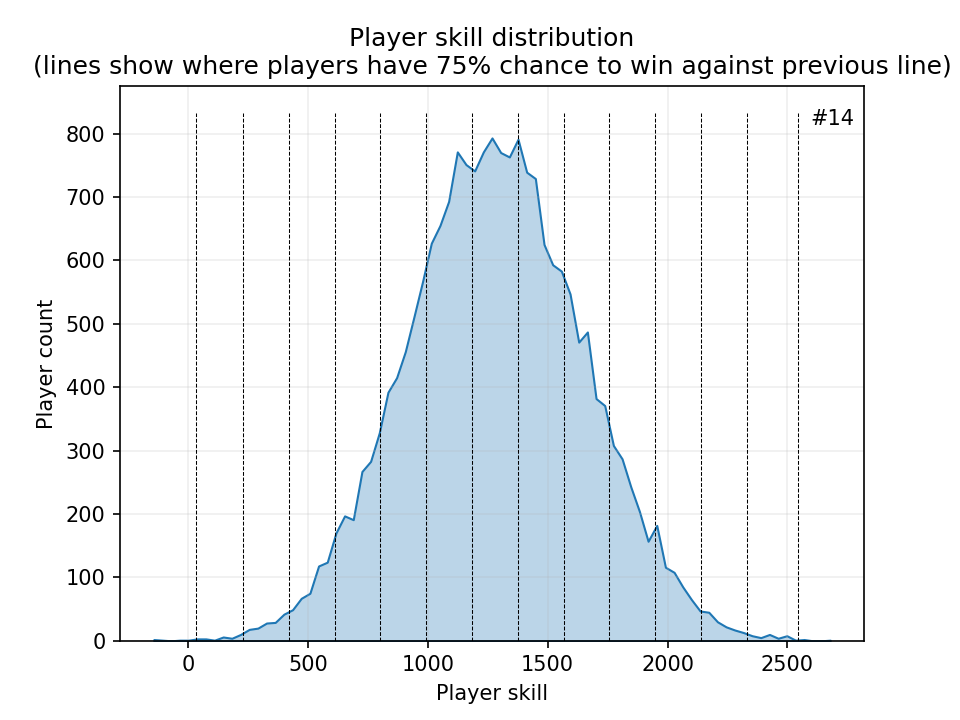 Player skill distribution
(lines show where players have 75% chance to win against previous line)
#14
800
700
600
500
400
300
200
100
0
Player count
0 500 1000 1500 2000 2500
Player skill